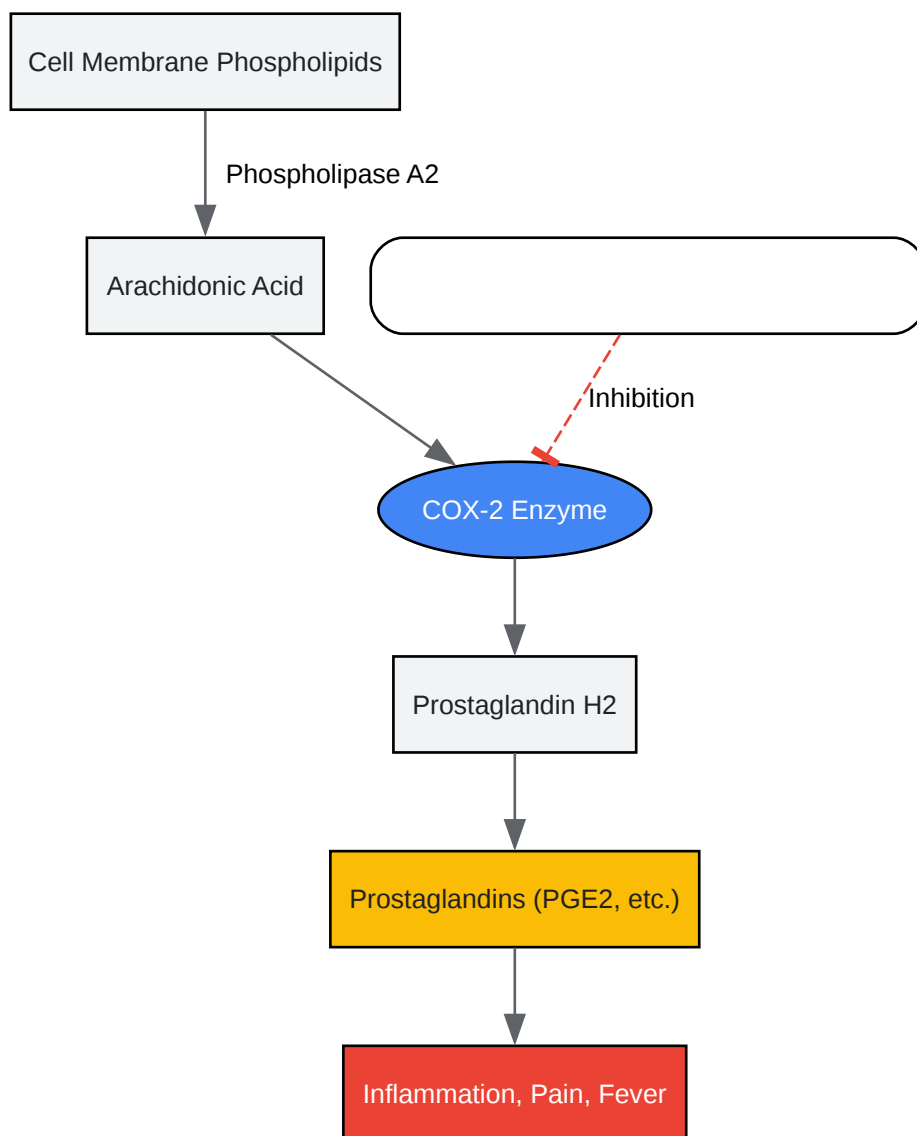 Cell Membrane Phospholipids
Phospholipase A2
Arachidonic Acid
Inhibition
COX-2 Enzyme
Prostaglandin H2
Prostaglandins (PGE2, etc.)
Inflammation, Pain, Fever